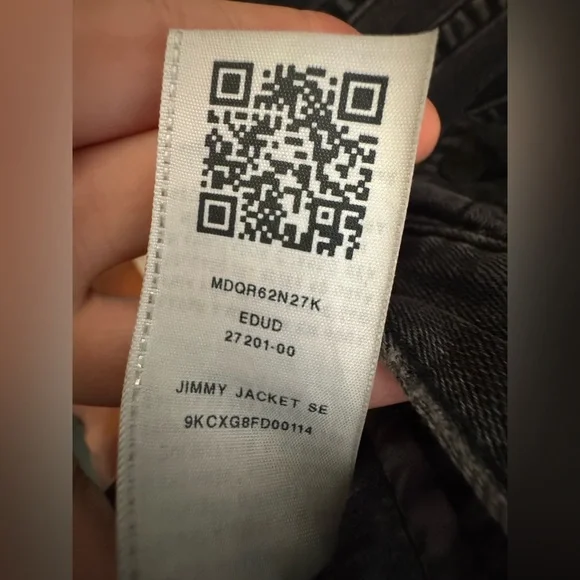 MDQR62N27K
EDUD
27201-00
JIMMY JACKET SE
9KCXG8FD00114